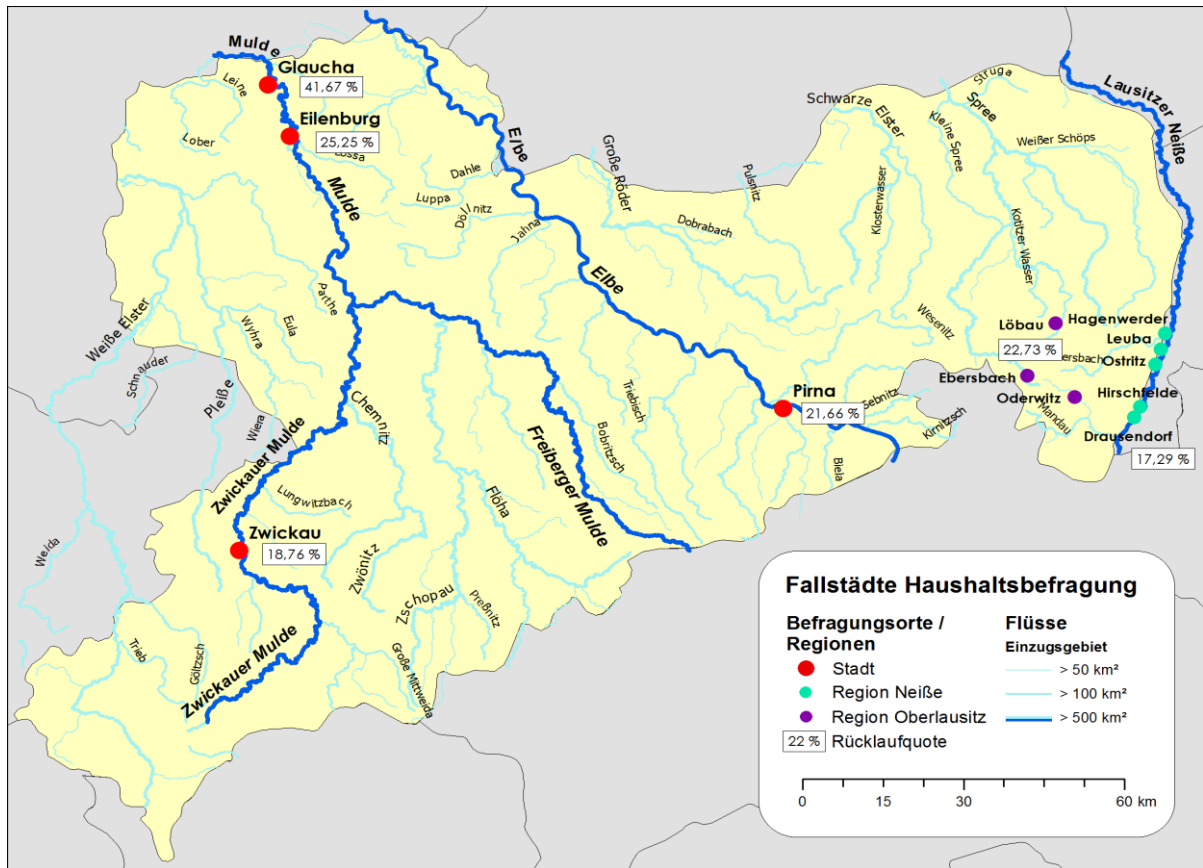 Mulde
Glaucha
41,67 %
Leine
Eilenburg
25,25 %
Lober
Lossa
Mulde
Dahle
Luppa
Döllnitz
Jahna
Elbe
Elbe
Große Röder
Dobrabach
Pulsnitz
Schwarze Elster
Klosterwasser
Kleine Spree
Spree
Struga
Weißer Schöps
Lausitzer Neiße
Kotitzer Wasser
Wesenitz
Löbau
22,73 %
Hagenwerder
Leuba
Ostritz
Ebersbach
Oderwitz
Hirschfelde
Mandau
Drausendorf
17,29 %
Parthe
Eula
Wyhra
Weiße Elster
Schnauder
Pleiße
Wiera
Chemnitz
Zwickauer Mulde
Lungwitzbach
Zwickau
18,76 %
Zwönitz
Zschopau
Preßnitz
Flöha
Freiberger Mulde
Bobritzsch
Triebisch
Pirna
21,66 %
Sebnitz
Kirnitzsch
Biela
Weida
Trieb
Göltzsch
Zwickauer Mulde
Große Mittweida
Fallstädte Haushaltsbefragung
Befragungsorte /
Regionen
Stadt
Region Neiße
Region Oberlausitz
22 % Rücklaufquote
Flüsse
Einzugsgebiet
> 50 km²
> 100 km²
> 500 km²
0 15 30 60 km